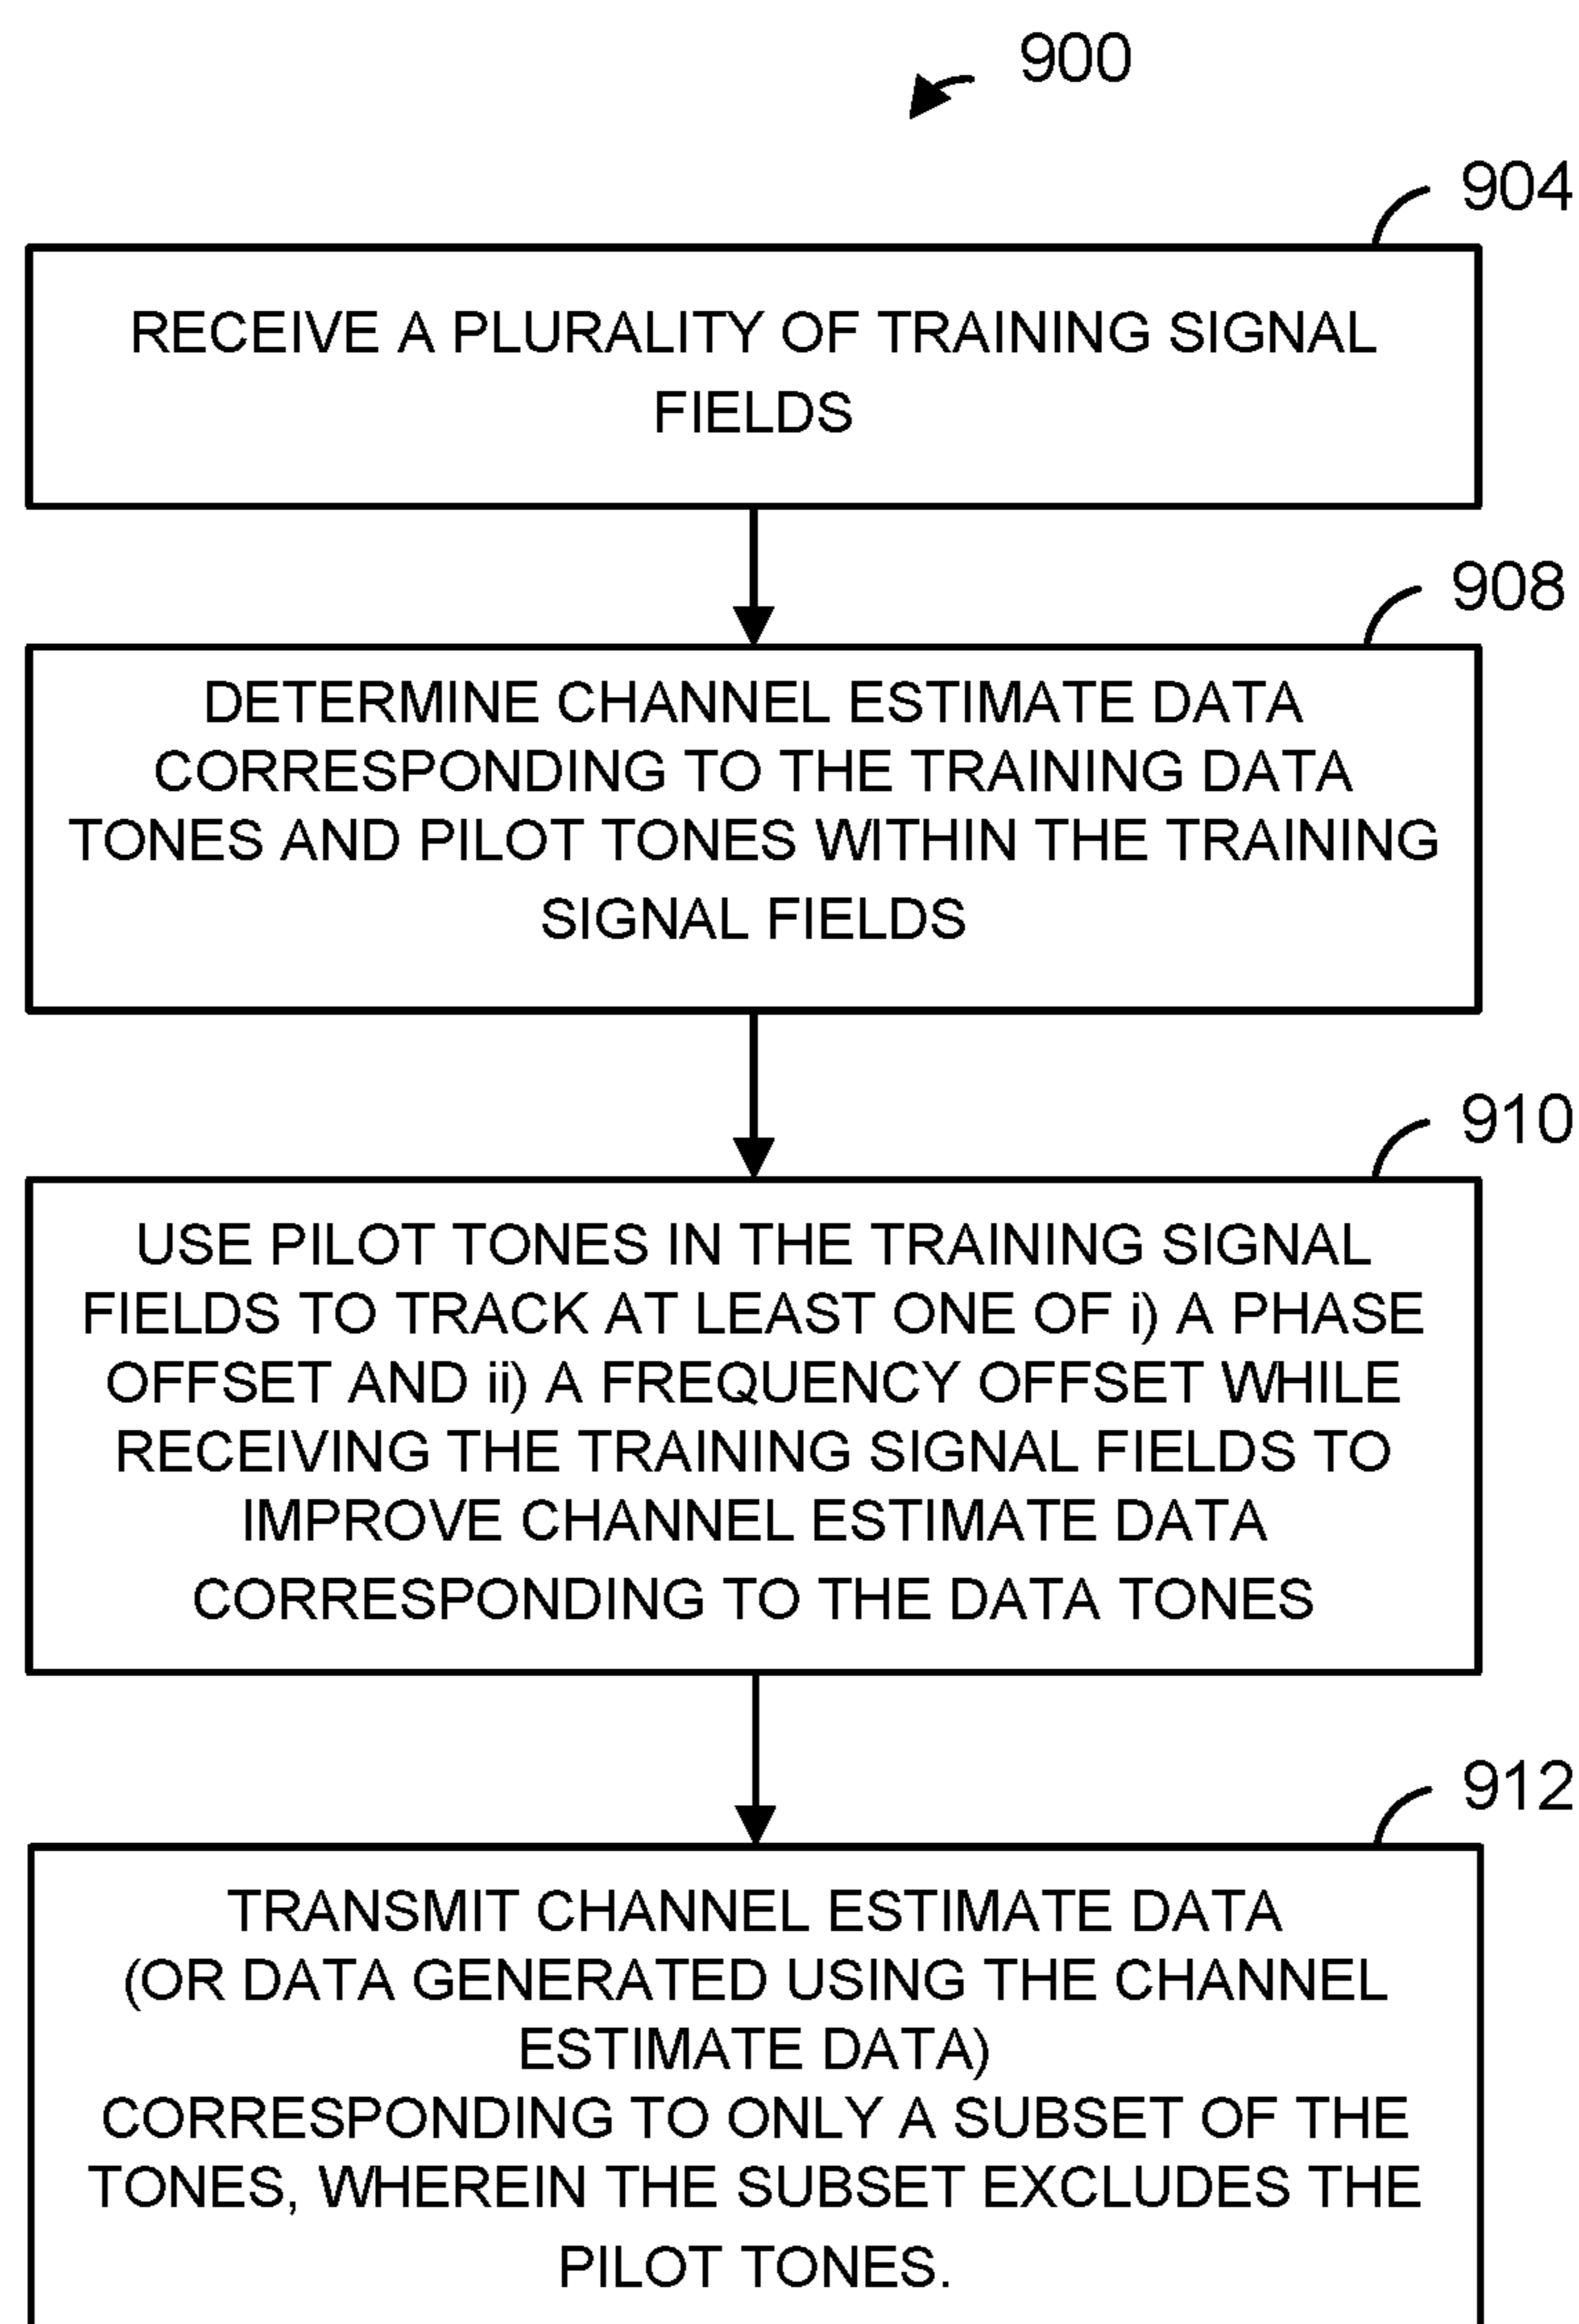 900
904
RECEIVE A PLURALITY OF TRAINING SIGNAL
FIELDS
908
DETERMINE CHANNEL ESTIMATE DATA
CORRESPONDING TO THE TRAINING DATA
TONES AND PILOT TONES WITHIN THE TRAINING
SIGNAL FIELDS
910
USE PILOT TONES IN THE TRAINING SIGNAL
FIELDS TO TRACK AT LEAST ONE OF i) A PHASE
OFFSET AND ii) A FREQUENCY OFFSET WHILE
RECEIVING THE TRAINING SIGNAL FIELDS TO
IMPROVE CHANNEL ESTIMATE DATA
CORRESPONDING TO THE DATA TONES
912
TRANSMIT CHANNEL ESTIMATE DATA
(OR DATA GENERATED USING THE CHANNEL
ESTIMATE DATA)
CORRESPONDING TO ONLY A SUBSET OF THE
TONES, WHEREIN THE SUBSET EXCLUDES THE
PILOT TONES.